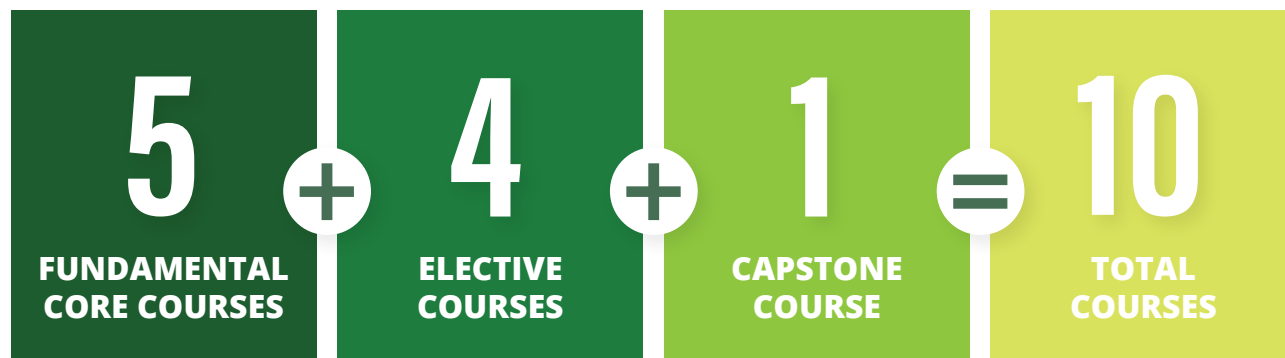 5
FUNDAMENTAL
CORE COURSES
+
4
ELECTIVE
COURSES
+
1
CAPSTONE
COURSE
=
10
TOTAL
COURSES